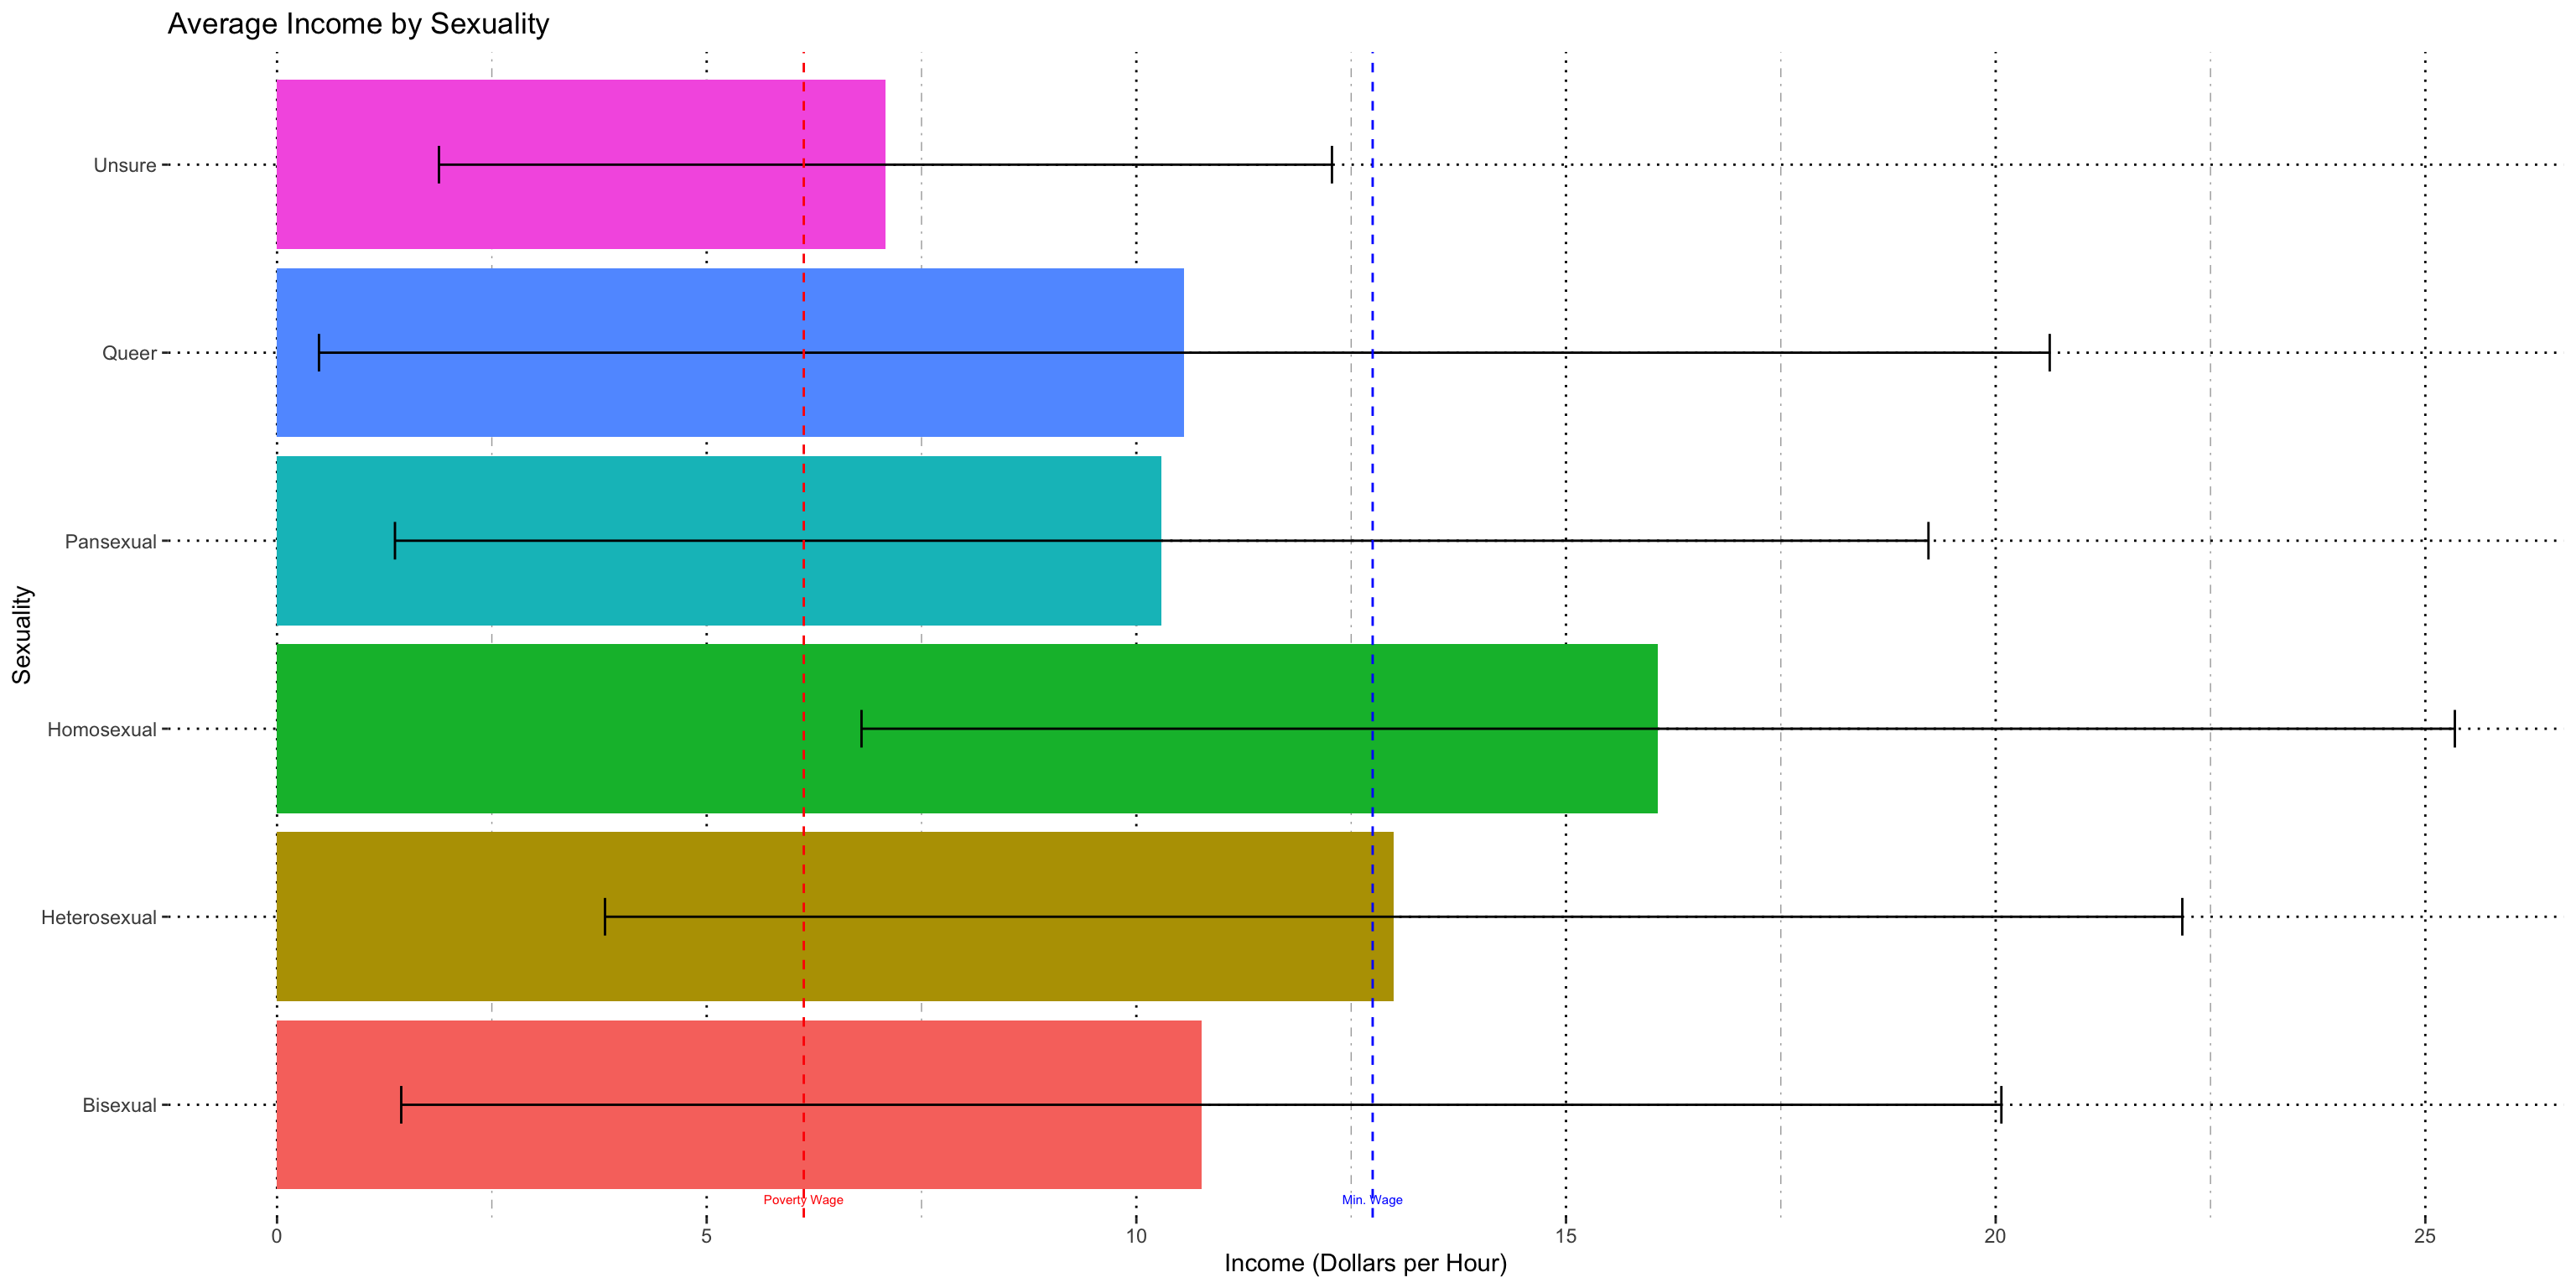 Average Income by Sexuality
Unsure
Queer
Pansexual
Homosexual
Heterosexual
Bisexual
Sexuality
Poverty Wage
Min. Wage
0 5 10 15 20 25
Income (Dollars per Hour)